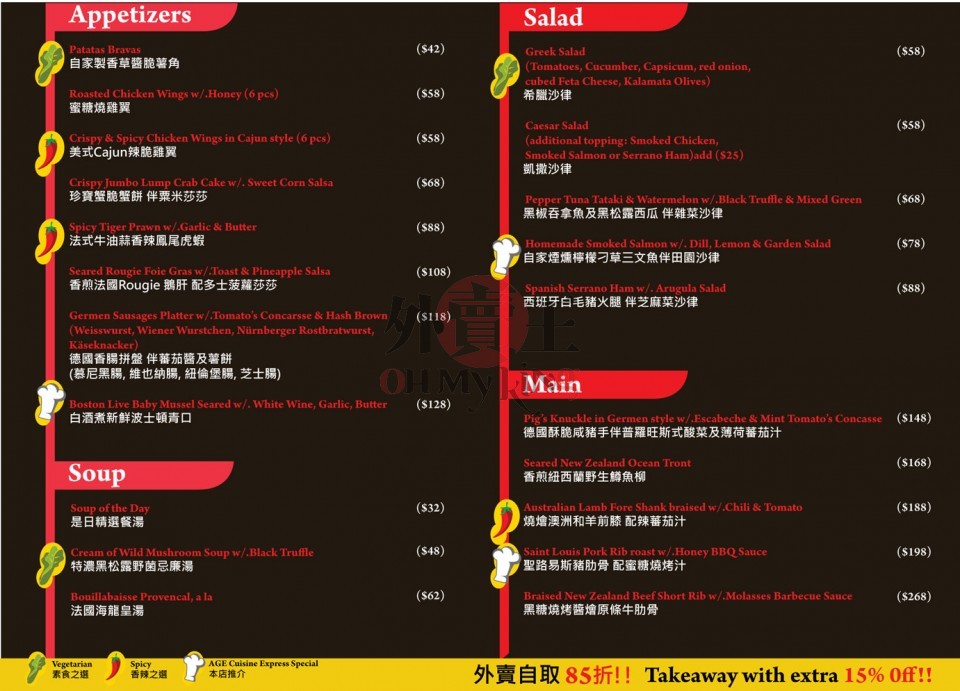 Appetizers
Patatas Bravas ($42)
自家製香草醬脆薯角
Roasted Chicken Wings w/.Honey (6 pcs) ($58)
蜜糖燒雞翼
Crispy & Spicy Chicken Wings in Cajun style (6 pcs) ($58)
美式Cajun辣脆雞翼
Crispy Jumbo Lump Crab Cake w/. Sweet Corn Salsa ($68)
珍寶蟹脆蟹餅 伴粟米莎莎
Spicy Tiger Prawn w/.Garlic & Butter ($88)
法式牛油蒜香辣鳳尾虎蝦
Seared Rougie Foie Gras w/.Toast & Pineapple Salsa ($108)
香煎法國Rougie 鵝肝 配多士菠蘿莎莎
Germen Sausages Platter w/.Tomato's Concarsse & Hash Brown ($118)
(Weisswurst, Wiener Wurstchen, Nürnberger Rostbratwurst,
Käseknacker)
德國香腸拼盤 伴蕃茄醬及薯餅
(慕尼黑腸, 維也納腸, 紐倫堡腸, 芝士腸)
Boston Live Baby Mussel Seared w/. White Wine, Garlic, Butter ($128)
白酒煮新鮮波士頓青口
Soup
Soup of the Day ($32)
是日精選餐湯
Cream of Wild Mushroom Soup w/.Black Truffle ($48)
特濃黑松露野菌忌廉湯
Bouillabaisse Provencal, a la ($62)
法國海龍皇湯
Salad
Greek Salad ($58)
(Tomatoes, Cucumber, Capsicum, red onion,
cubed Feta Cheese, Kalamata Olives)
希臘沙律
Caesar Salad ($58)
(additional topping: Smoked Chicken,
Smoked Salmon or Serrano Ham)add ($25)
凱撒沙律
Pepper Tuna Tataki & Watermelon w/.Black Truffle & Mixed Green ($68)
黑椒吞拿魚及黑松露西瓜 伴雜菜沙律
Homemade Smoked Salmon w/. Dill, Lemon & Garden Salad ($78)
自家煙燻檸檬刁草三文魚伴田園沙律
Spanish Serrano Ham w/. Arugula Salad ($88)
西班牙白毛豬火腿 伴芝麻菜沙律
外賣王
Oh My King
Main
Pig's Knuckle in Germen style w/.Escabeche & Mint Tomato's Concasse ($148)
德國酥脆咸豬手伴普羅旺斯式酸菜及薄荷蕃茄汁
Seared New Zealand Ocean Tront ($168)
香煎紐西蘭野生鱒魚柳
Australian Lamb Fore Shank braised w/.Chili & Tomato ($188)
燒燴澳洲和羊前膝 配辣蕃茄汁
Saint Louis Pork Rib roast w/.Honey BBQ Sauce ($198)
聖路易斯豬肋骨 配蜜糖燒烤汁
Braised New Zealand Beef Short Rib w/.Molasses Barbecue Sauce ($268)
黑糖燒烤醬燴原條牛肋骨
Vegetarian
素食之選
Spicy
香辣之選
AGE Cuisine Express Special
本店推介
外賣自取 85折!! Takeaway with extra 15% Off!!